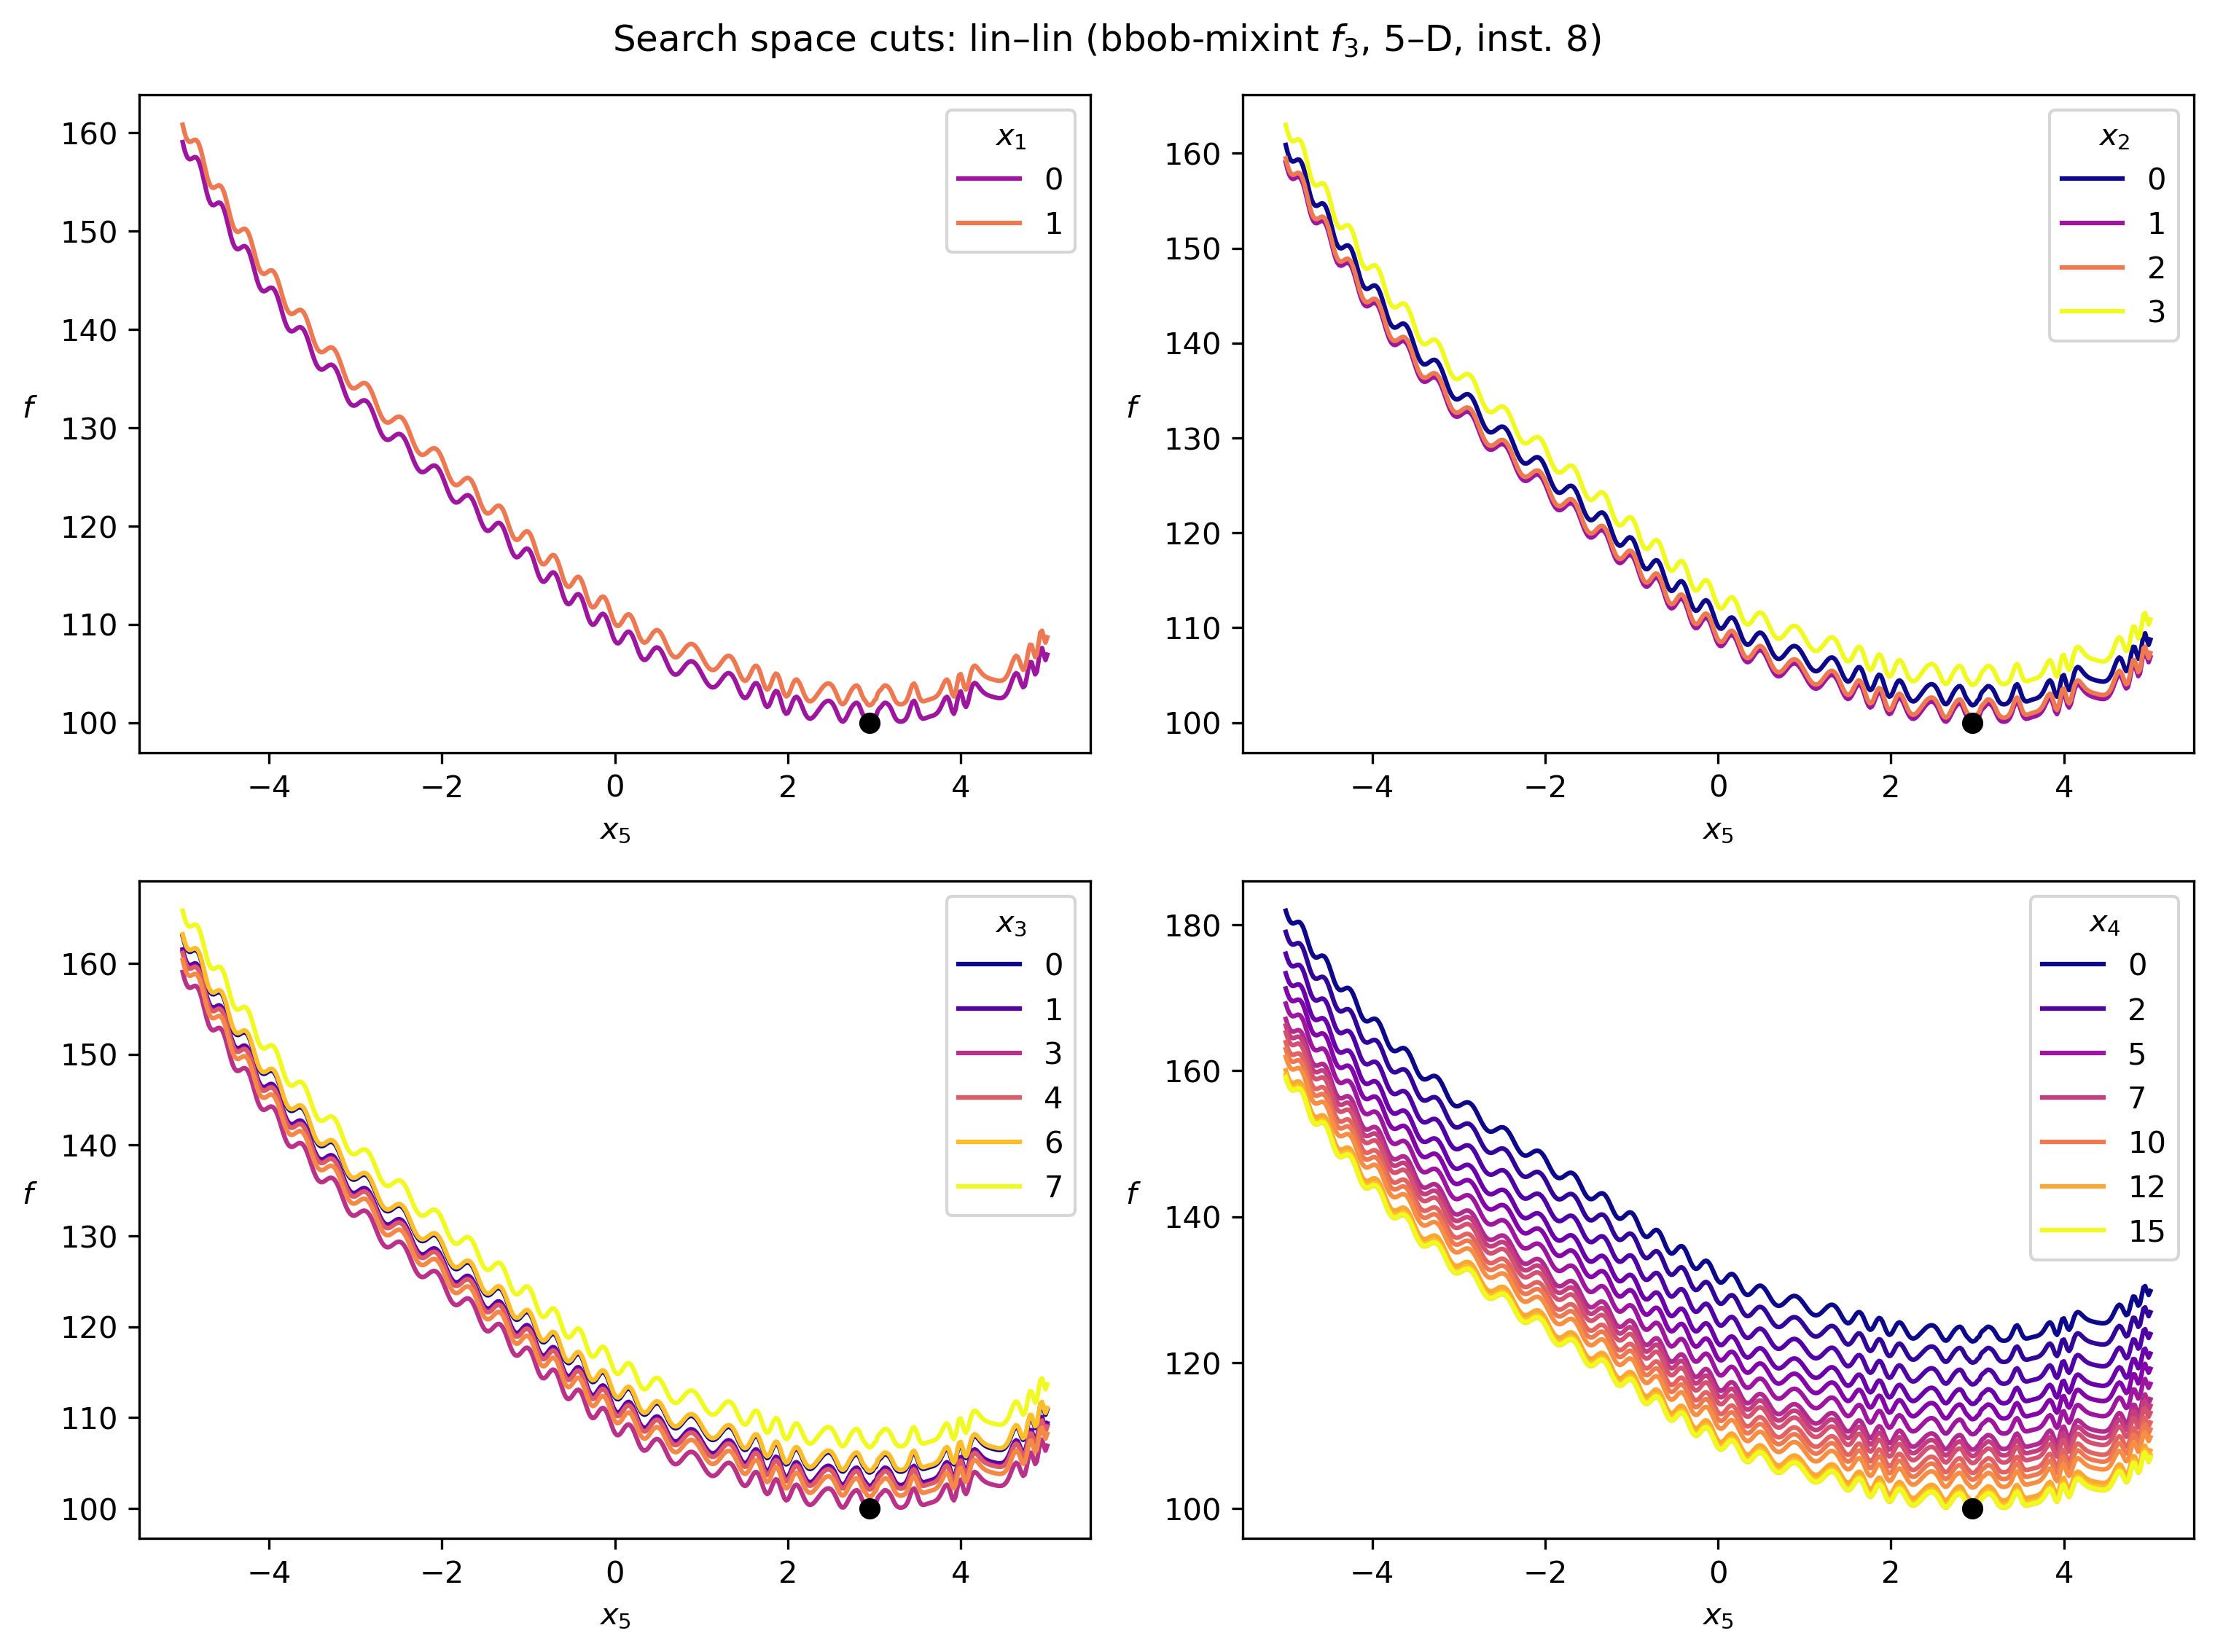 Search space cuts: lin–lin (bbob-mixint f₃, 5–D, inst. 8)
160
150
140
130
120
110
100
f
−4 −2 0 2 4
x₅
x₁
0
1
160
150
140
130
120
110
100
f
−4 −2 0 2 4
x₅
x₂
0
1
2
3
160
150
140
130
120
110
100
f
−4 −2 0 2 4
x₅
x₃
0
1
3
4
6
7
180
160
140
120
100
f
−4 −2 0 2 4
x₅
x₄
0
2
5
7
10
12
15